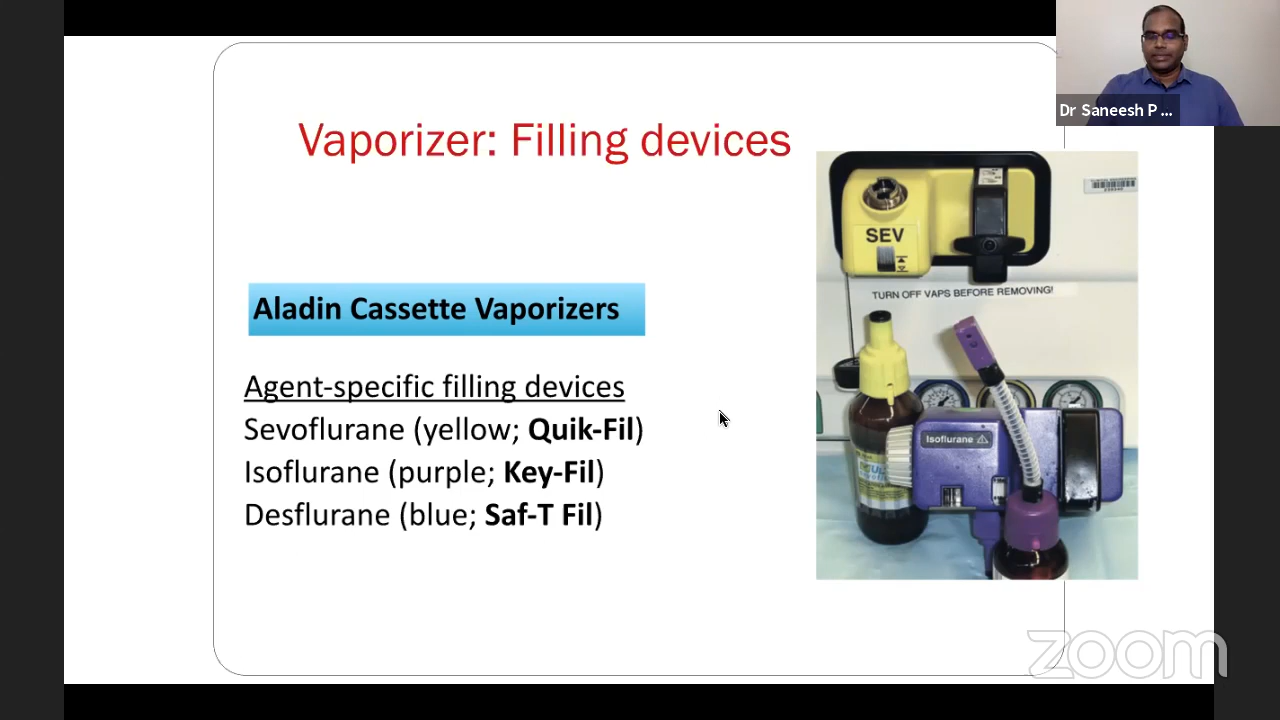 Dr Saneesh P ...
Vaporizer: Filling devices
SEV
TURN OFF VAPS BEFORE REMOVING!
Aladin Cassette Vaporizers
Agent-specific filling devices
Sevoflurane (yellow; Quik-Fil)
Isoflurane (purple; Key-Fil)
Desflurane (blue; Saf-T Fil)
Isoflurane
zoom